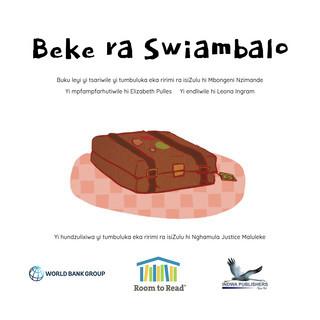 Beke ra Swiambalo
Buku leyi yi tsariwile yi tumbuluka eka ririmi ra isiZulu hi Mbongeni Nzimande
Yi mpfampfarhutiwile hi Elizabeth Pulles Yi endliwile hi Leona Ingram
Yi hundzulixiwa yi tumbuluka eka ririmi ra isiZulu hi Nghamula Justice Maluleke
WORLD BANK GROUP
Room to Read®
INDWA PUBLISHERS